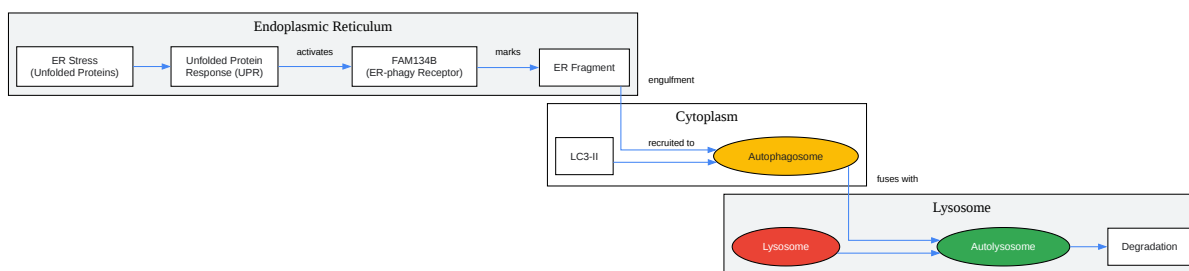 Endoplasmic Reticulum
ER Stress
(Unfolded Proteins)
Unfolded Protein
Response (UPR)
activates
FAM134B
(ER-phagy Receptor)
marks
ER Fragment
engulfment
Cytoplasm
LC3-II
recruited to
Autophagosome
fuses with
Lysosome
Lysosome
Autolysosome
Degradation